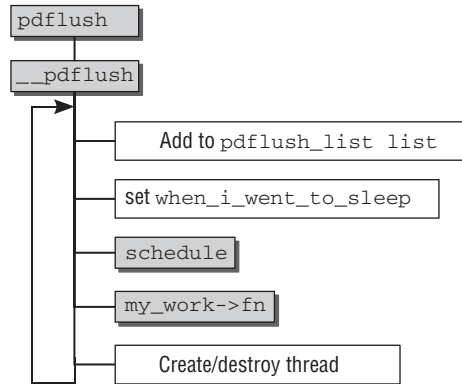 pdflush
__pdflush
Add to pdflush_list list
set when_i_went_to_sleep
schedule
my_work->fn
Create/destroy thread